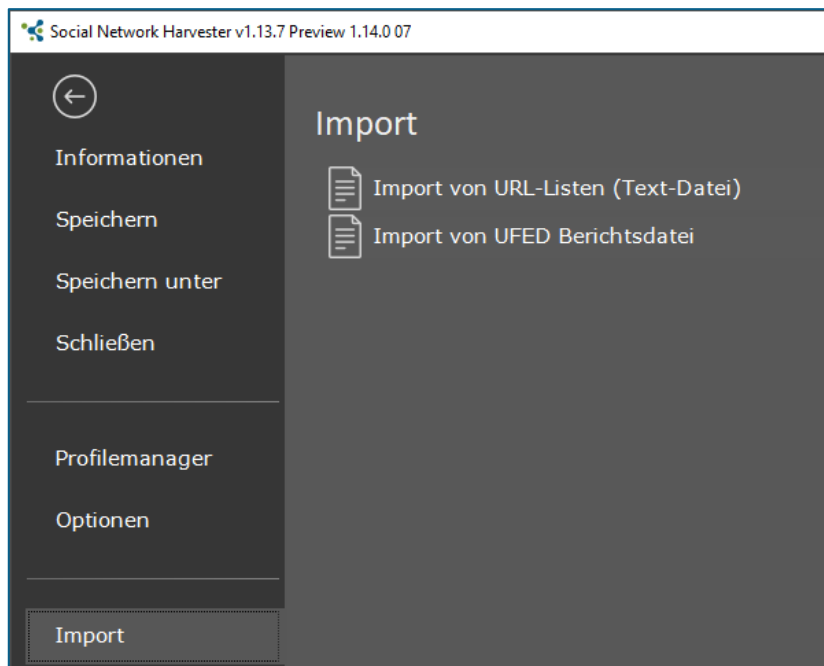 Social Network Harvester v1.13.7 Preview 1.14.0 07
Informationen
Speichern
Speichern unter
Schließen
Profilemanager
Optionen
Import
Import
Import von URL-Listen (Text-Datei)
Import von UFED Berichtsdatei